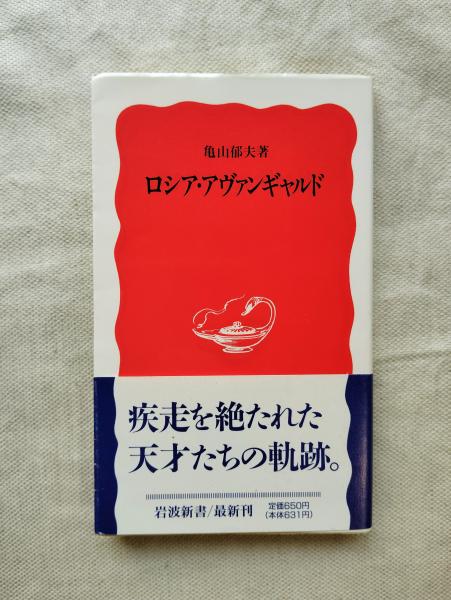 亀山郁夫著
ロシア・アヴァンギャルド
疾走を絶たれた
天才たちの軌跡。
岩波新書/最新刊
定価650円
(本体631円)